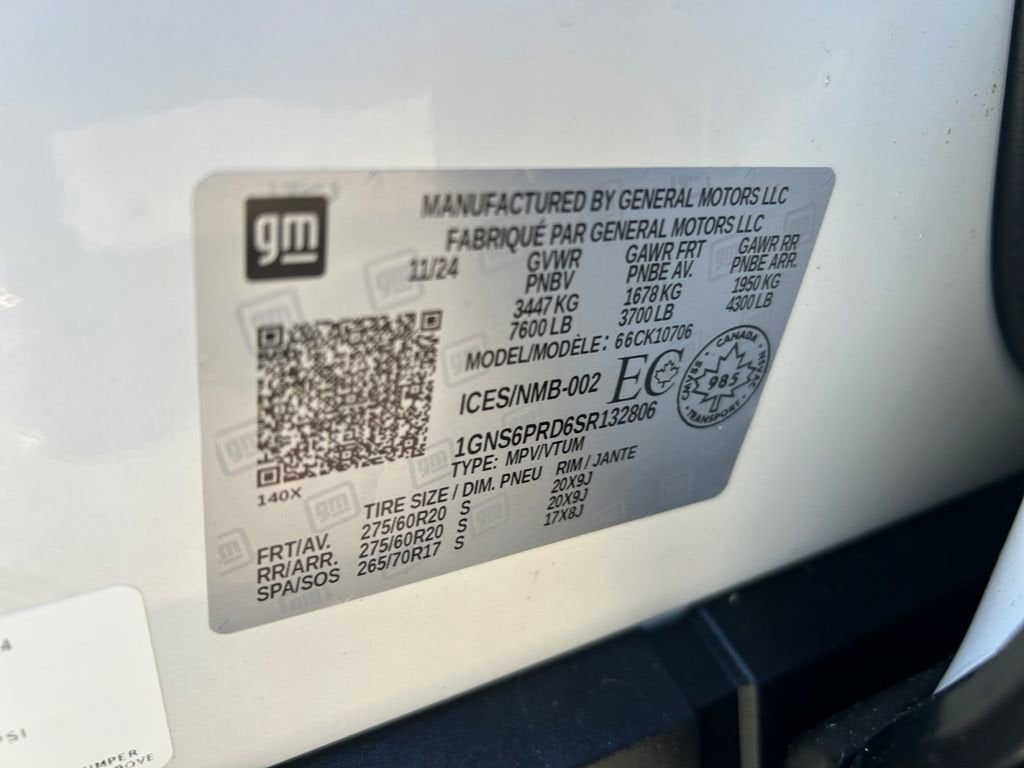 gm
MANUFACTURED BY GENERAL MOTORS LLC
FABRIQUÉ PAR GENERAL MOTORS LLC
11/24
GVWR GAWR FRT GAWR RR
PNBV PNBE AV. PNBE ARR.
3447 KG 1678 KG 1950 KG
7600 LB 3700 LB 4300 LB
MODEL/MODÈLE: 66CK10706
ICES/NMB-002 EC
CANADA
985
TRANSPORT
1GNS6PRD6SR132806
TYPE: MPV/VTUM
140X
TIRE SIZE / DIM. PNEU RIM / JANTE
FRT/AV. 275/60R20 S 20X9J
RR/ARR. 275/60R20 S 20X9J
SPA/SOS 265/70R17 S 17X8J
4
PSI